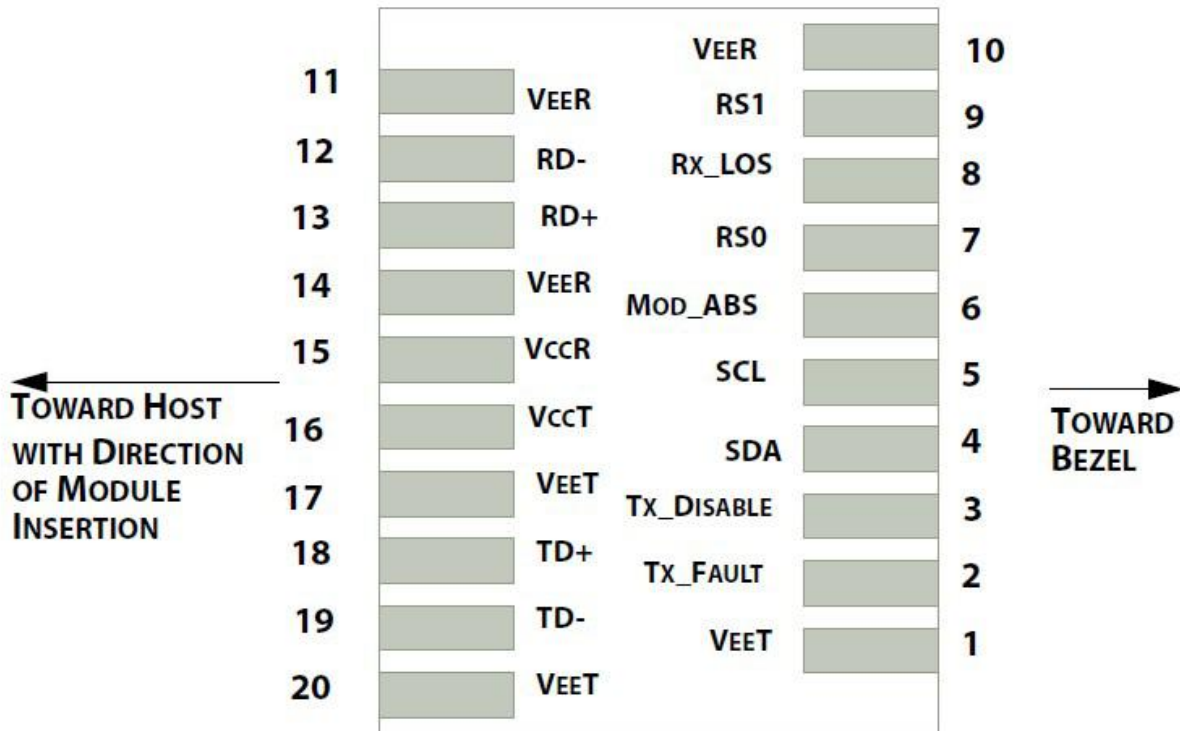 VEER 10
11 VEER
RS1 9
12 RD-
RX_LOS 8
13 RD+
RS0 7
14 VEER
MOD_ABS 6
15 VCCR
SCL 5
TOWARD HOST
WITH DIRECTION
OF MODULE
INSERTION
TOWARD
BEZEL
16 VCCT
SDA 4
17 VEET
TX_DISABLE 3
18 TD+
TX_FAULT 2
19 TD-
VEET 1
20 VEET